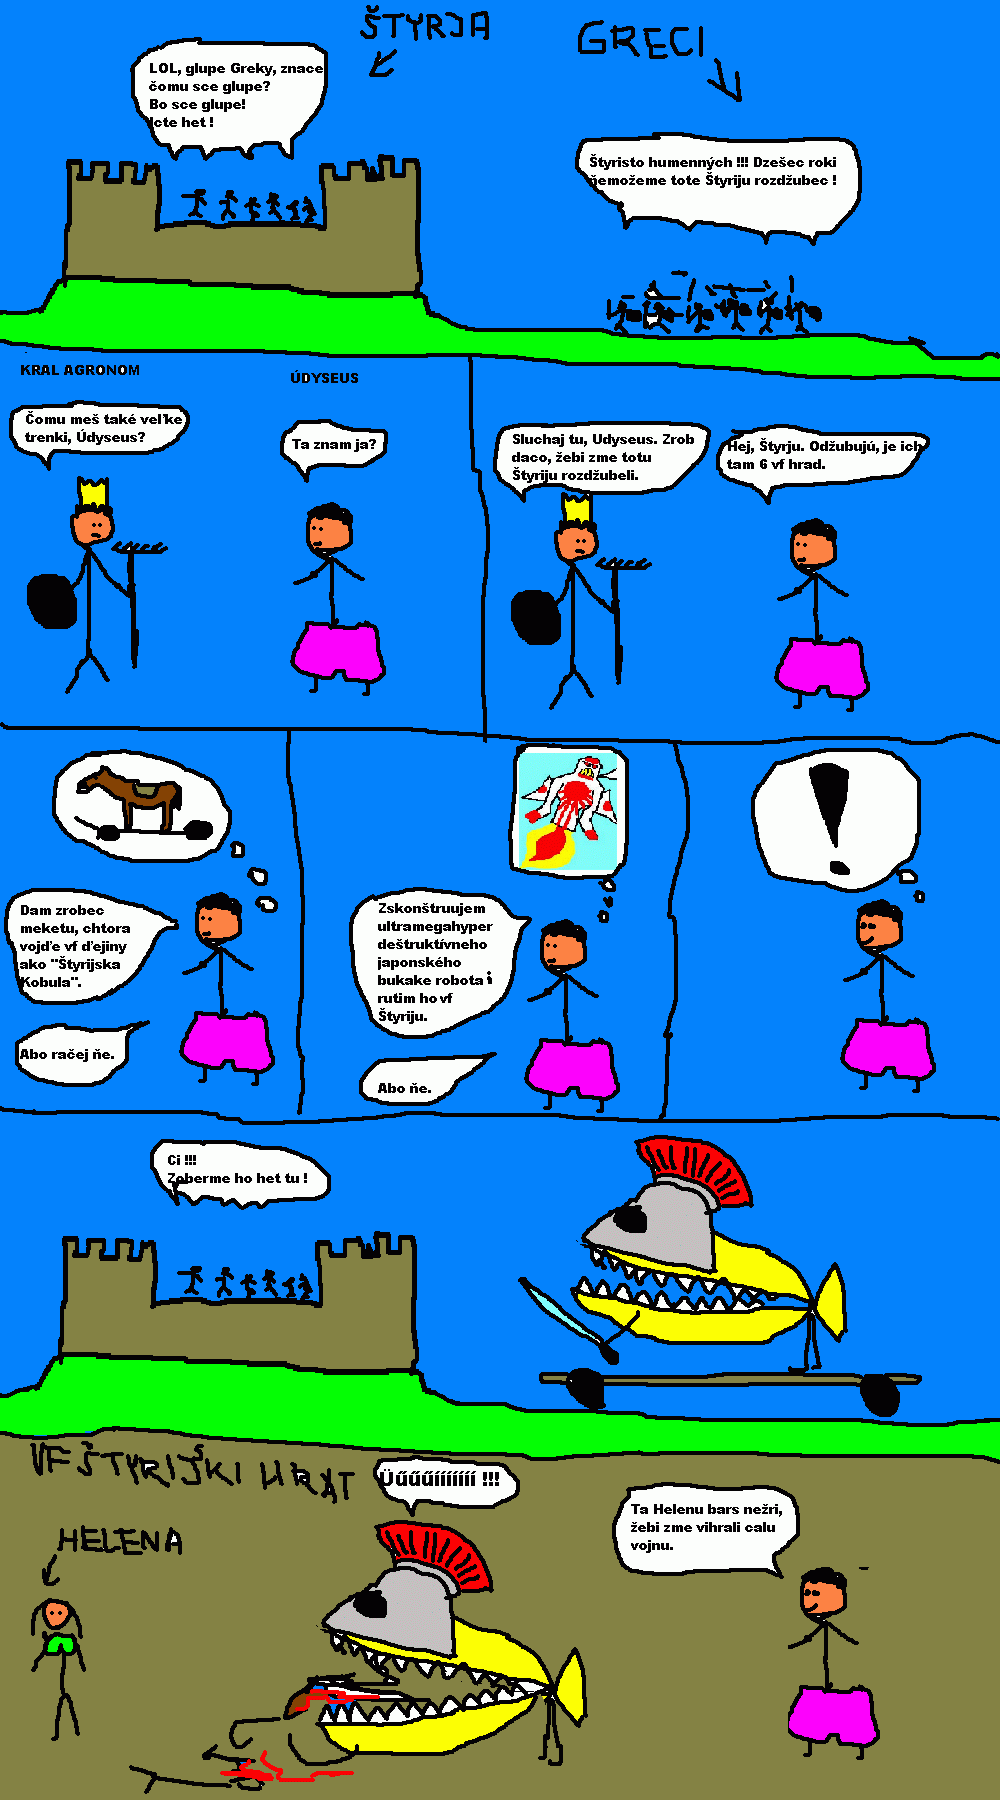 ŠTYRJA
GRECI
LOL, glupe Greky, znace
čomu sce glupe?
Bo sce glupe!
Icte het !
Štyristo humenných !!! Dzešec roki
ňemožeme tote Štyriju rozdžubec !
KRAL AGRONOM
ÚDYSEUS
Čomu meš také veľke
trenki, Údyseus?
Ta znam ja?
Sluchaj tu, Udyseus. Zrob
daco, žebi zme totu
Štyriju rozdžubeli.
Hej, Štyrju. Odžubujú, je ich
tam 6 vf hrad.
Dam zrobec
meketu, chtora
vojďe vf ďejiny
ako "Štyrijska
Kobula".
Abo račej ňe.
Zskonštruujem
ultramegahyper
deštruktívneho
japonského
bukake robota i
rutim ho vf
Štyriju.
Abo ňe.
!
Ci !!!
Zoberme ho het tu !
VF ŠTYRIJŠKI HRAT
Üűűűííííííí !!!
HELENA
Ta Helenu bars nežri,
žebi zme vihrali calu
vojnu.